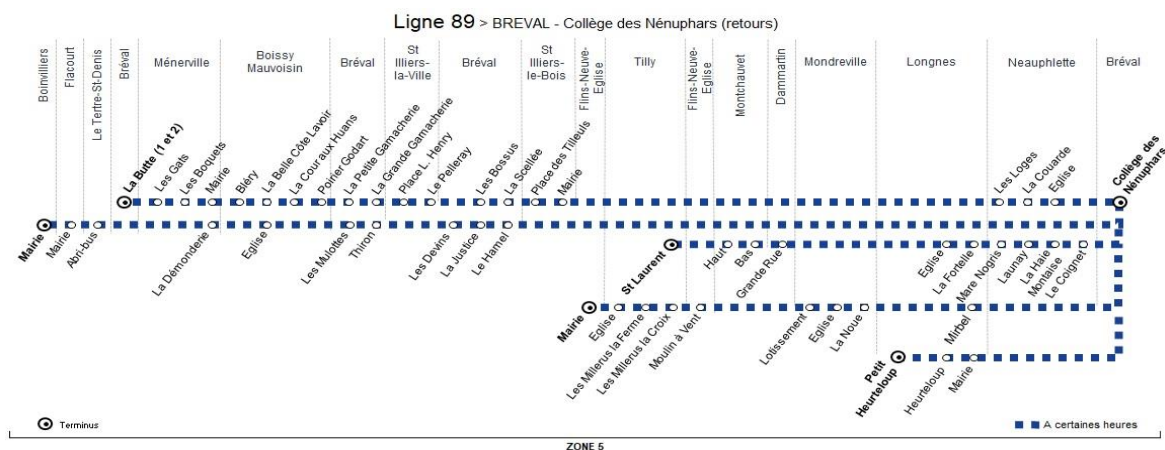 Ligne 89 > BREVAL - Collège des Nénuphars (retours)
Boinvilliers
Flacourt
Le Tertre-St-Denis
Bréval
Ménerville
Boissy
Mauvoisin
Bréval
St
Illiers-
la-Ville
Bréval
St
Illiers-
le-Bois
Flins-Neuve-
Eglise
Tilly
Flins-Neuve-
Eglise
Montchauvet
Dammartin
Mondreville
Longnes
Neauphlette
Bréval
La Butte (1 et 2)
Les Gats
Les Boquets
Mairie
Bléry
La Belle Côte Lavoir
La Cour aux Huans
Poirier Godart
La Petite Gamacherie
La Grande Gamacherie
Place L. Henry
Le Pelleray
Les Bossus
La Scellée
Place des Tilleuls
Mairie
Les Loges
La Couarde
Eglise
Collège des
Nénuphars
Mairie
Mairie
Abri-bus
La Démonderie
Eglise
Les Mulottes
Thiron
Les Devins
La Justice
Le Hamel
St Laurent
Haut
Bas
Grande Rue
Eglise
La Fortelle
Mare Nogris
Launay
La Haie
Montaise
Le Coignet
Mairie
Eglise
Les Millerus la Ferme
Les Millerus la Croix
Moulin à Vent
Lotissement
Eglise
La Noue
Mirbel
Petit
Heurteloup
Heurteloup
Mairie
Terminus
A certaines heures
ZONE 5